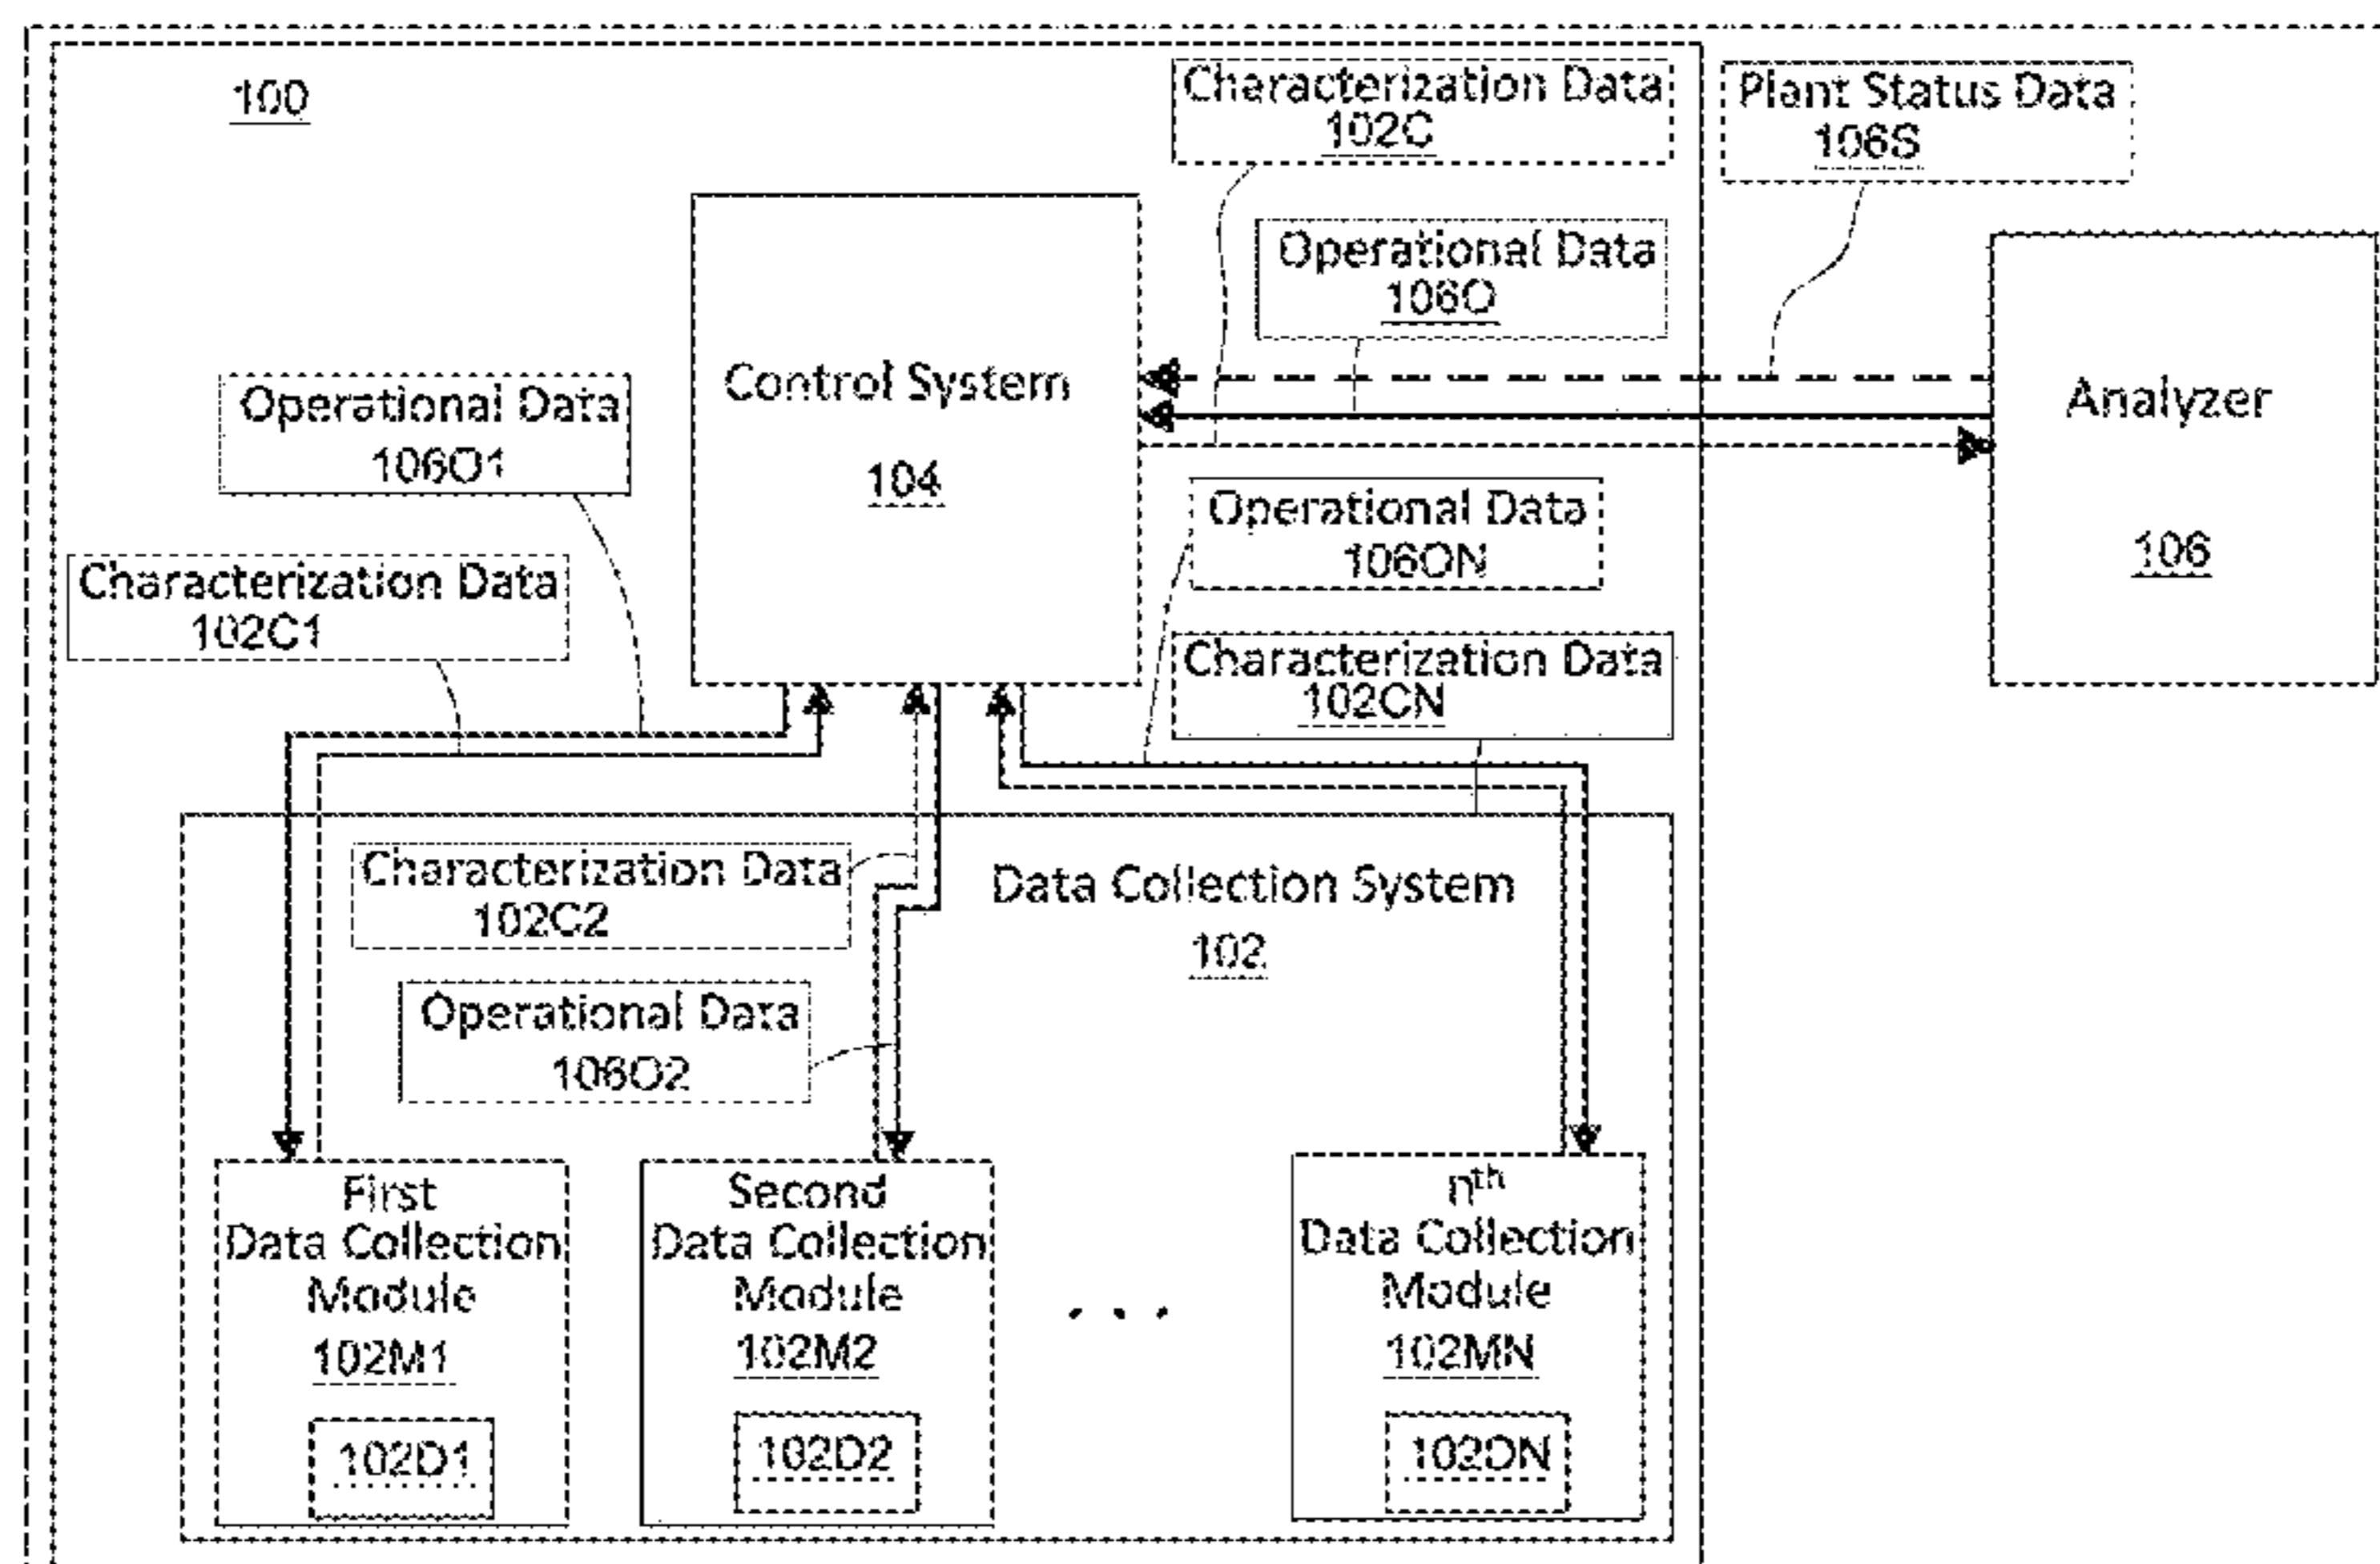 100
Characterization Data
102C
Plant Status Data
106S
Operational Data
106O
Control System
104
Analyzer
106
Operational Data
106O1
Characterization Data
102C1
Operational Data
106ON
Characterization Data
102CN
Characterization Data
102C2
Data Collection System
102
Operational Data
106O2
First
Data Collection
Module
102M1
102D1
Second
Data Collection
Module
102M2
102D2
. . .
nth
Data Collection
Module
102MN
102DN